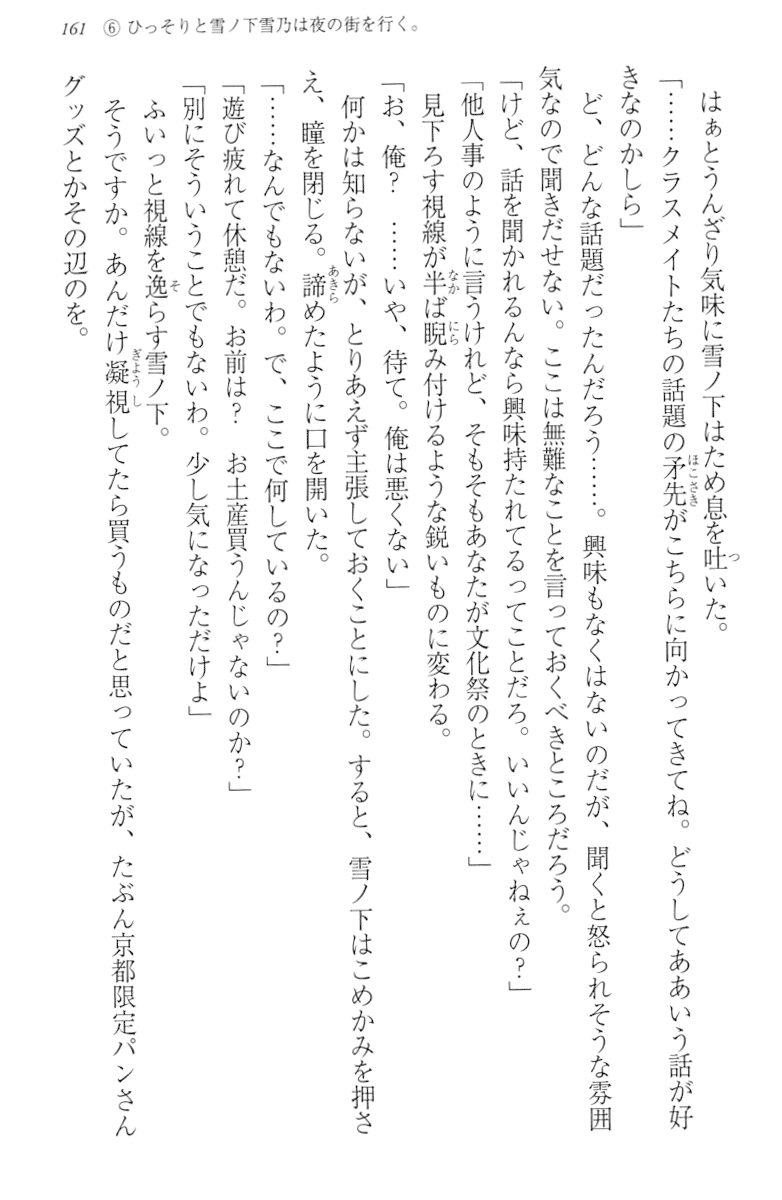 161 ⑥ ひっそりと雪ノ下雪乃は夜の街を行く。
はぁとうんざり気味に雪ノ下はため息を吐いた。
「……クラスメイトたちの話題の矛先がこちらに向かってきてね。どうしてああいう話が好
きなのかしら」
ど、どんな話題だったんだろう……。興味もなくはないのだが、聞くと怒られそうな雰囲
気なので聞きだせない。ここは無難なことを言っておくべきところだろう。
「けど、話を聞かれるんなら興味持たれてるってことだろ。いいんじゃねぇの？」
「他人事のように言うけれど、そもそもあなたが文化祭のときに……」
見下ろす視線が半ば睨み付けるような鋭いものに変わる。
「お、俺？　……いや、待て。俺は悪くない」
何かは知らないが、とりあえず主張しておくことにした。すると、雪ノ下はこめかみを押さ
え、瞳を閉じる。諦めたように口を開いた。
「……なんでもないわ。で、ここで何しているの？」
「遊び疲れて休憩だ。お前は？　お土産買うんじゃないのか？」
「別にそういうことでもないわ。少し気になっただけよ」
ふいっと視線を逸らす雪ノ下。
そうですか。あんだけ凝視してたら買うものだと思っていたが、たぶん京都限定パンさん
グッズとかその辺のを。